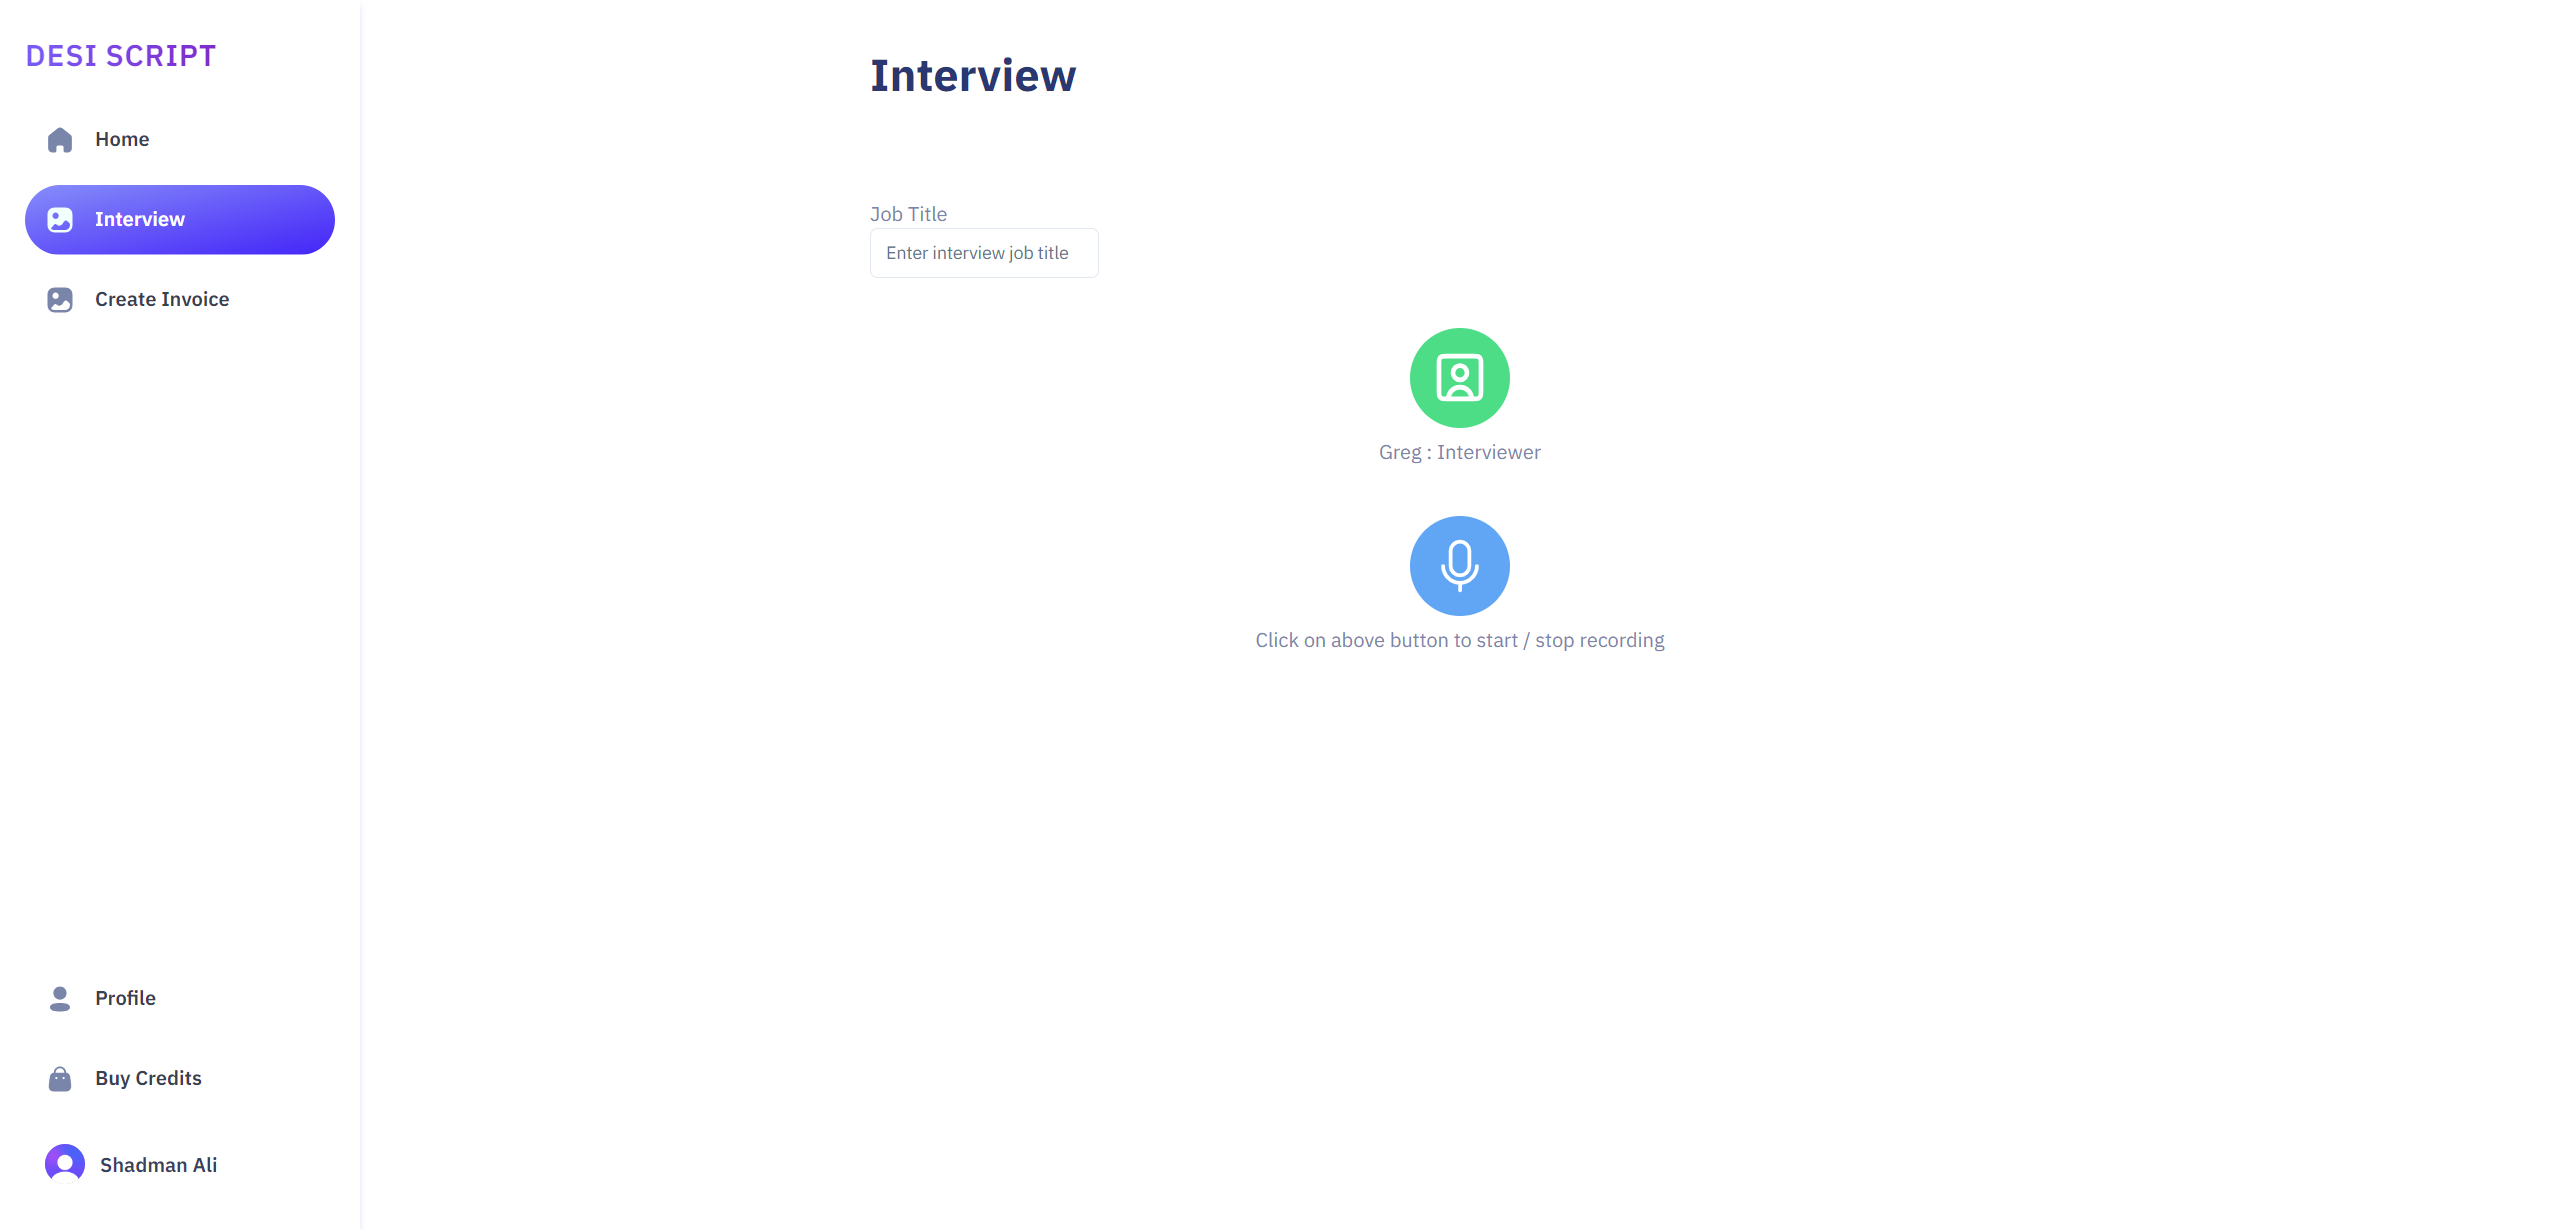 DESI SCRIPT
Home
Interview
Create Invoice
Profile
Buy Credits
Shadman Ali
Interview
Job Title
Enter interview job title
Greg : Interviewer
Click on above button to start / stop recording